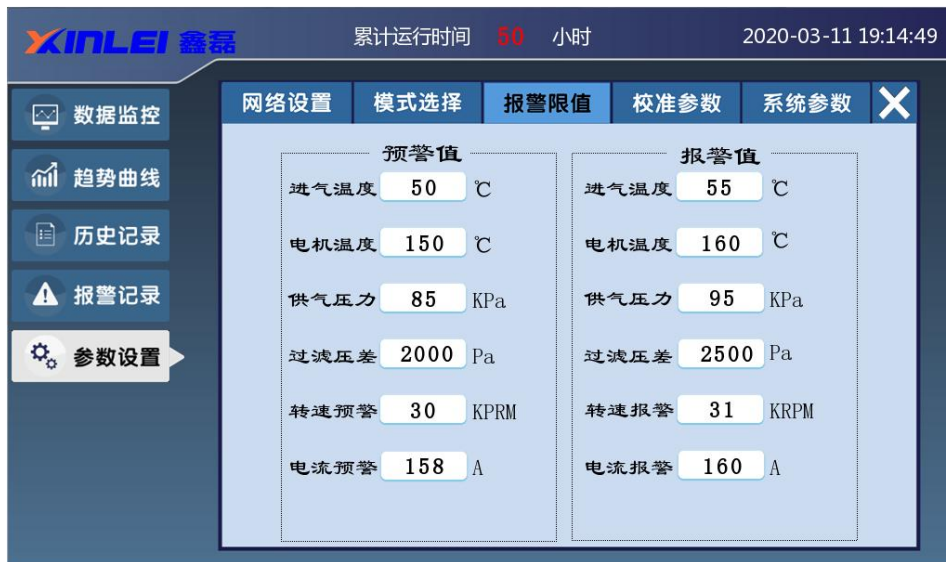 XINLEI 鑫磊 累计运行时间 50 小时 2020-03-11 19:14:49
网络设置 模式选择 报警限值 校准参数 系统参数 X
数据监控
趋势曲线
历史记录
报警记录
参数设置
预警值
进气温度 50 ℃
电机温度 150 ℃
供气压力 85 KPa
过滤压差 2000 Pa
转速预警 30 KPRM
电流预警 158 A
报警值
进气温度 55 ℃
电机温度 160 ℃
供气压力 95 KPa
过滤压差 2500 Pa
转速报警 31 KRPM
电流报警 160 A